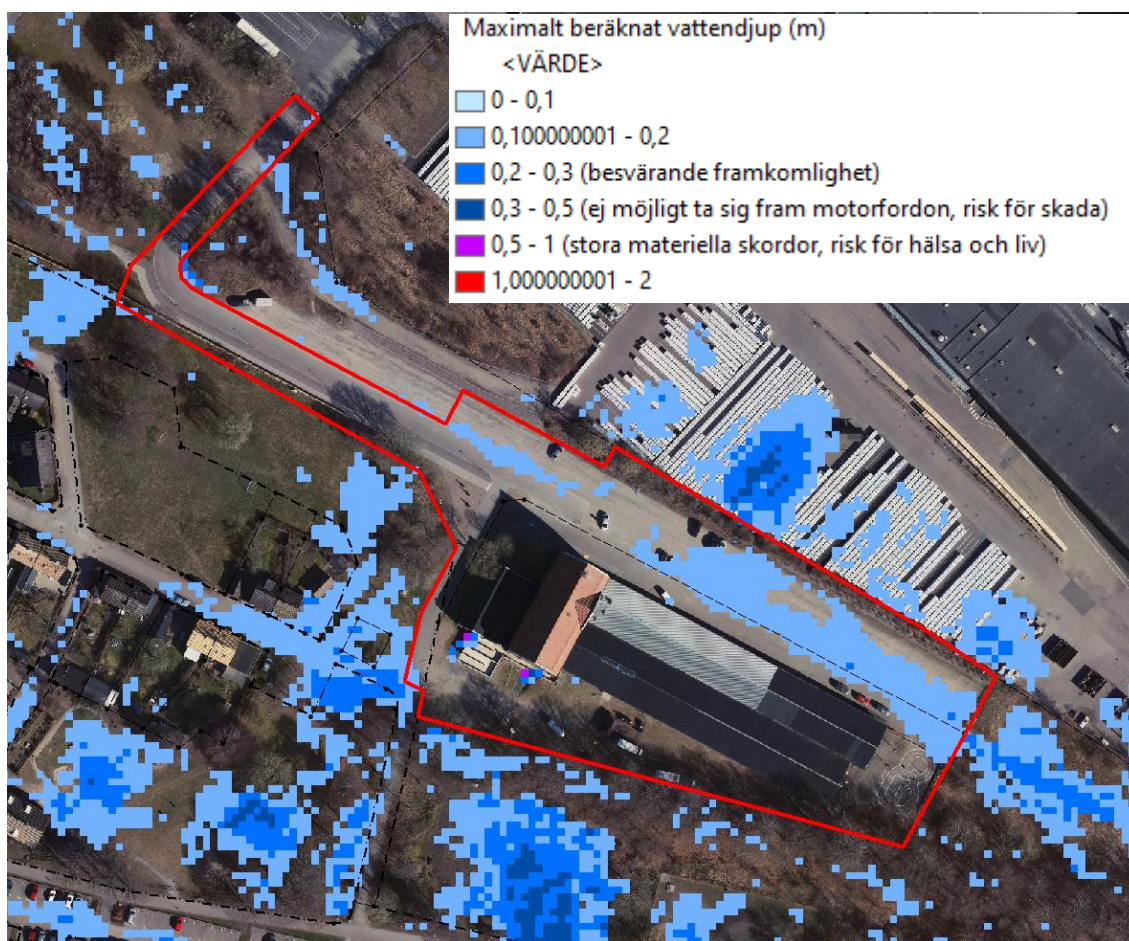 Maximalt beräknat vattendjup (m)
<VÄRDE>
0 - 0,1
0,100000001 - 0,2
0,2 - 0,3 (besvärande framkomlighet)
0,3 - 0,5 (ej möjligt ta sig fram motorfordon, risk för skada)
0,5 - 1 (stora materiella skordor, risk för hälsa och liv)
1,000000001 - 2